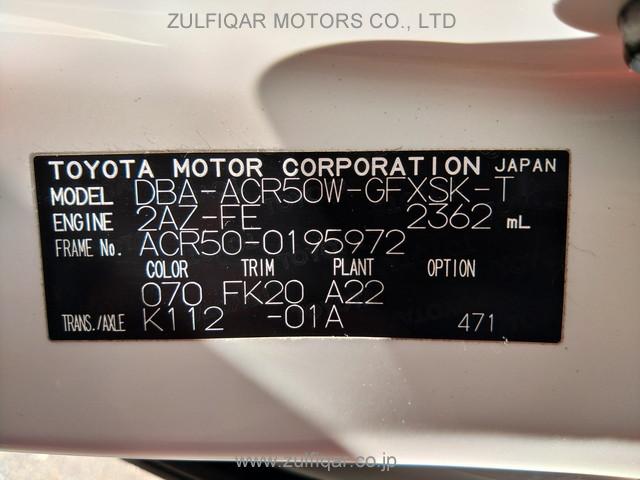 ZULFIQAR MOTORS CO., LTD
TOYOTA MOTOR CORPORATION JAPAN
MODEL DBA-ACR50W-GFXSK-T
ENGINE 2AZ-FE 2362 mL
FRAME No. ACR50-0195972
COLOR TRIM PLANT OPTION
070 FK20 A22
TRANS./AXLE K112 -01A 471
www.zulfiqar.co.jp